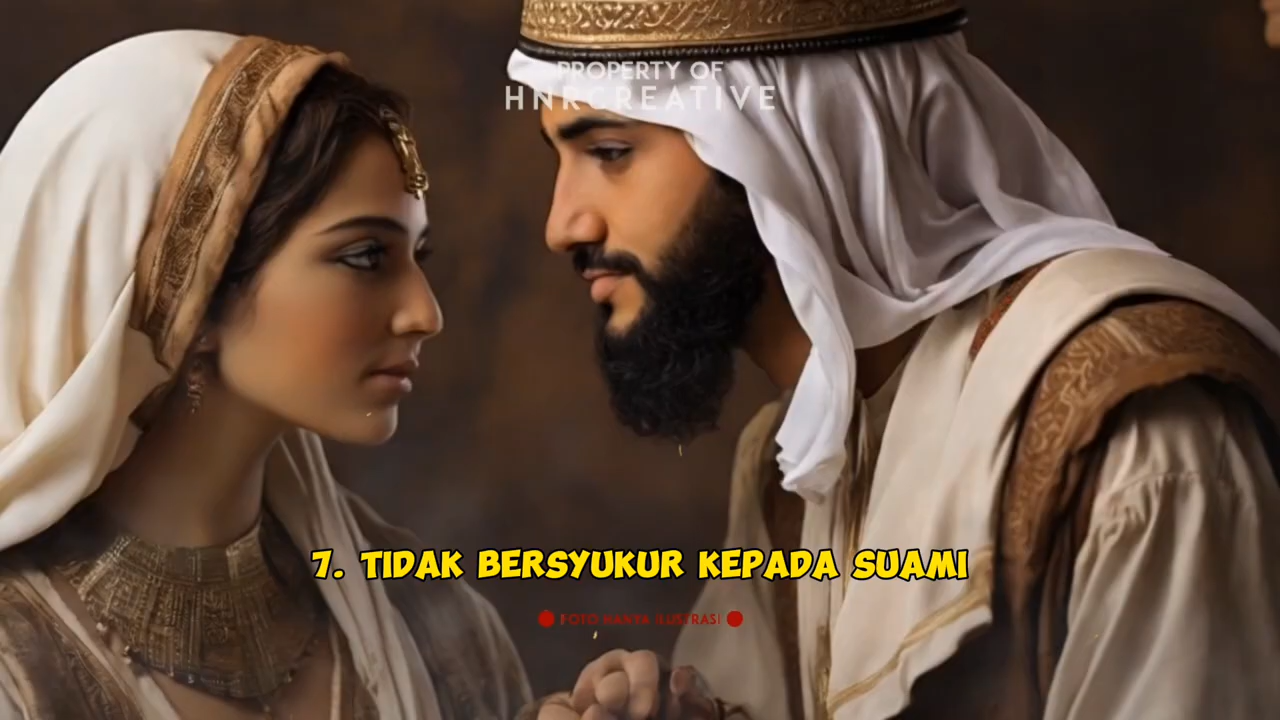 PROPERTY OF
HNRCREATIVE
7. TIDAK BERSYUKUR KEPADA SUAMI
FOTO HANYA ILUSTRASI